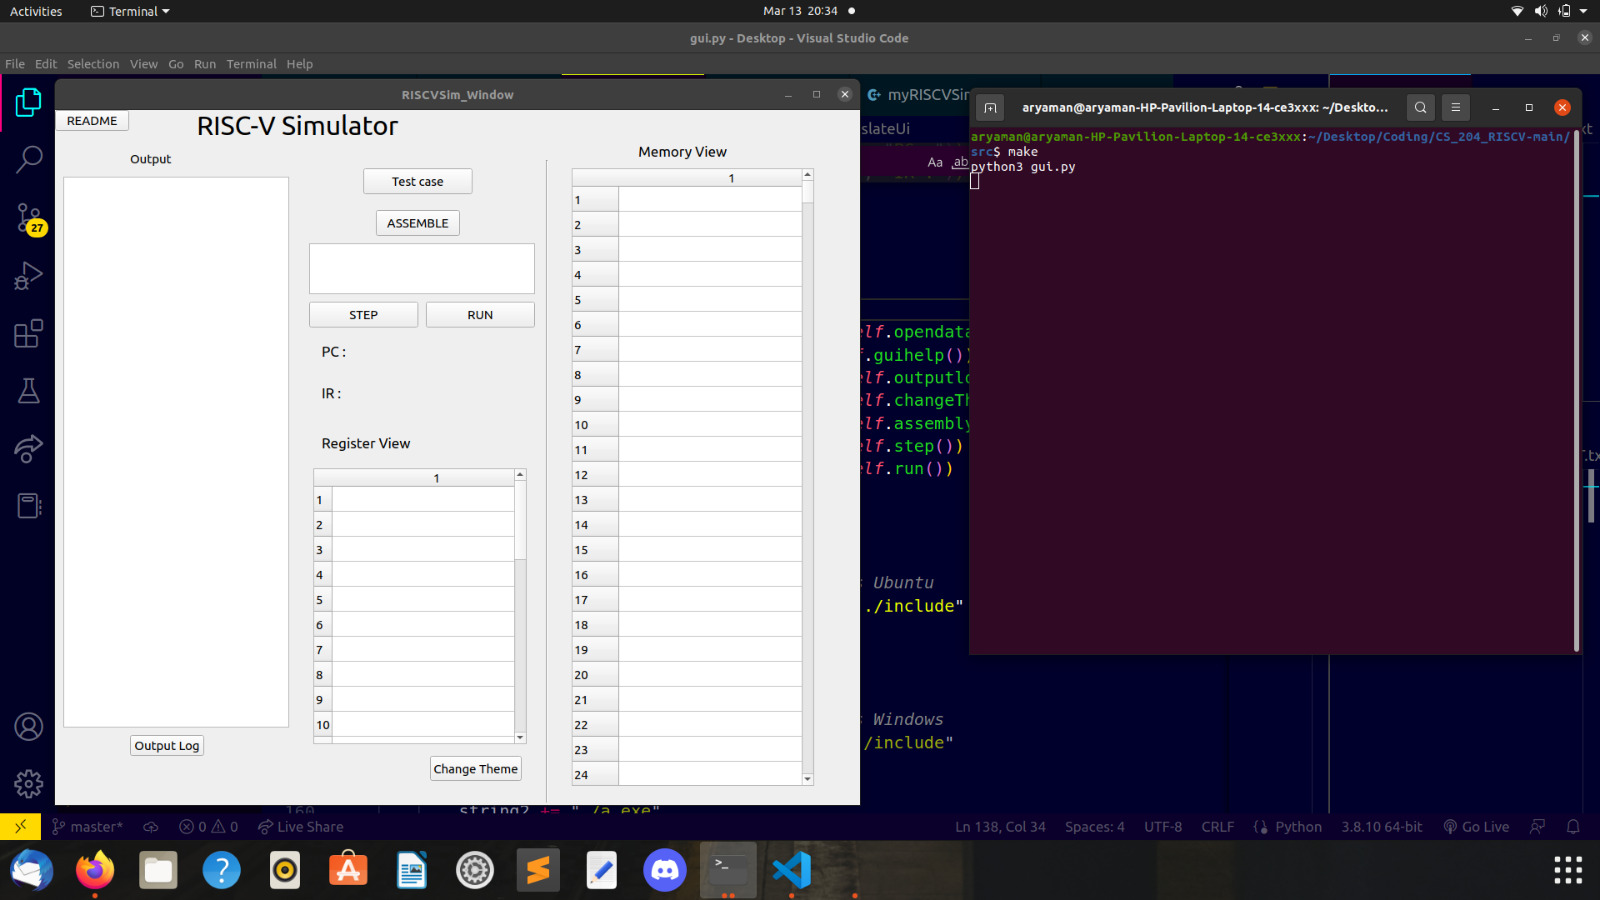 Activities
Terminal
Mar 13 20:34
gui.py - Desktop - Visual Studio Code
File Edit Selection View Go Run Terminal Help
27
RISCVSim_Window
README
RISC-V Simulator
Output
Output Log
Test case
ASSEMBLE
STEP
RUN
PC :
IR :
Register View
1
1
2
3
4
5
6
7
8
9
10
Change Theme
Memory View
1
1
2
3
4
5
6
7
8
9
10
11
12
13
14
15
16
17
18
19
20
21
22
23
24
myRISCVSim
slateUi
Aa ab
lf.opendata
f.guihelp())
lf.outputlo
lf.changeTh
lf.assembly
lf.step())
lf.run())
Ubuntu
./include"
Windows
/include"
160
string2 += " /a exe"
aryaman@aryaman-HP-Pavilion-Laptop-14-ce3xxx: ~/Deskto...
aryaman@aryaman-HP-Pavilion-Laptop-14-ce3xxx:~/Desktop/Coding/CS_204_RISCV-main/
src$ make
python3 gui.py
master* 0 0 Live Share
Ln 138, Col 34 Spaces: 4 UTF-8 CRLF Python 3.8.10 64-bit Go Live